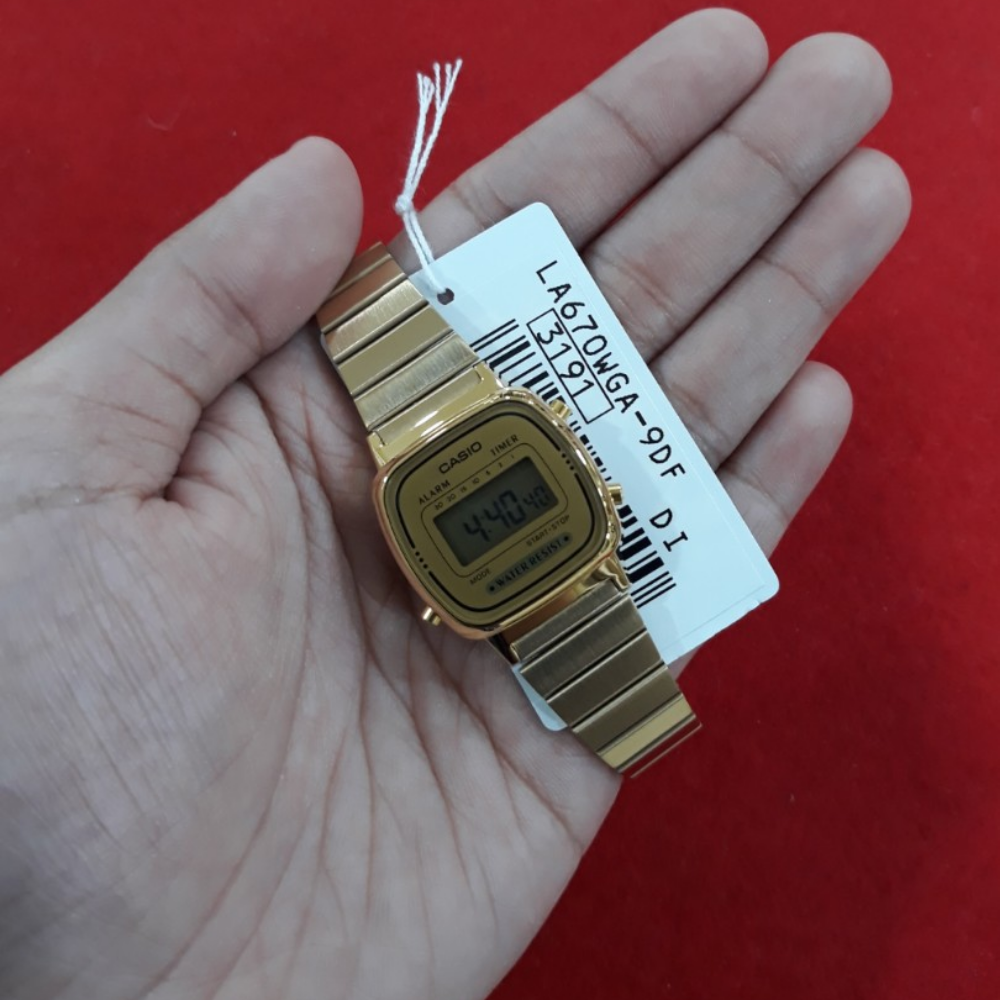 LA670WGA-9DF DI
3191
CASIO
ALARM TIMER
4:40 40
MODE START-STOP
WATER RESIST